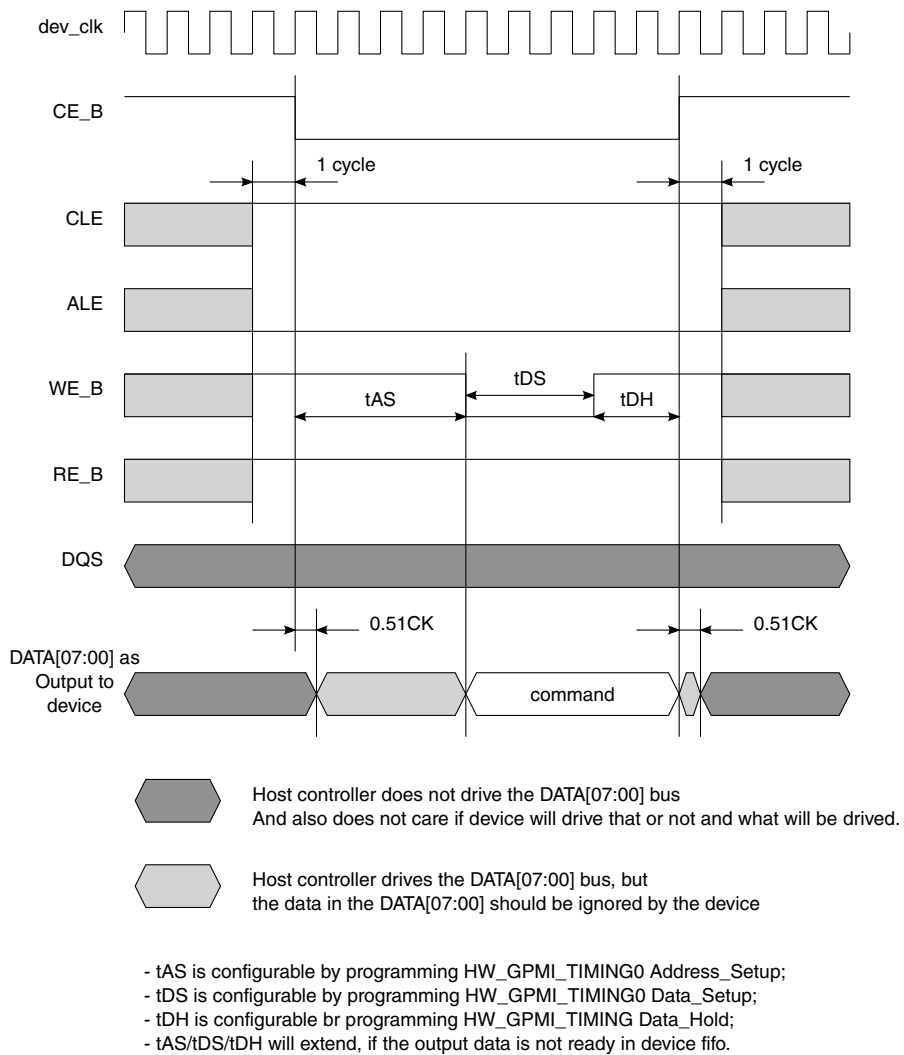 dev_clk
CE_B
1 cycle
1 cycle
CLE
ALE
WE_B
tDS
tAS
tDH
RE_B
DQS
0.51CK
0.51CK
DATA[07:00] as
Output to
device
command
Host controller does not drive the DATA[07:00] bus
And also does not care if device will drive that or not and what will be drived.
Host controller drives the DATA[07:00] bus, but
the data in the DATA[07:00] should be ignored by the device
- tAS is configurable by programming HW_GPMI_TIMING0 Address_Setup;
- tDS is configurable by programming HW_GPMI_TIMING0 Data_Setup;
- tDH is configurable br programming HW_GPMI_TIMING Data_Hold;
- tAS/tDS/tDH will extend, if the output data is not ready in device fifo.